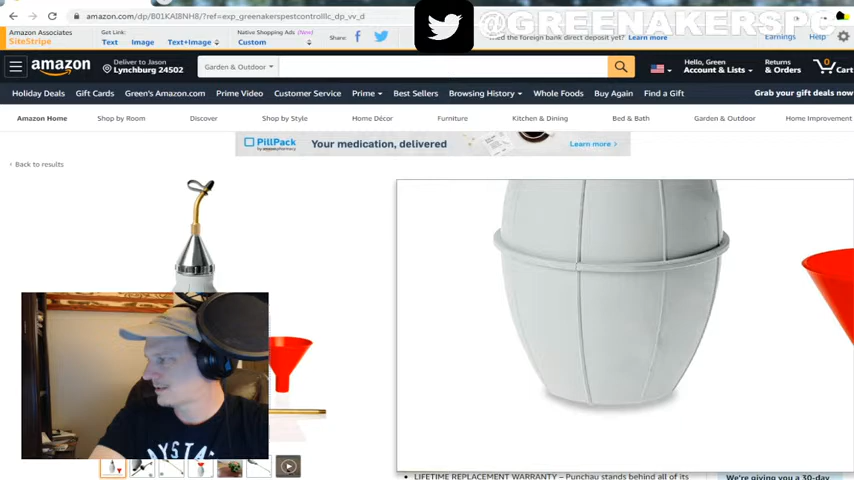 amazon.com/dp/B01KAI8NH8/?ref=exp_greenakerspestcontrolllc_dp_vv_d
@GREENAKERSPC
Amazon Associates
SiteStripe
Get Link:
Text Image Text+Image
Native Shopping Ads (New)
Custom
Share:
the foreign bank direct deposit yet? Learn more
Earnings Help
amazon
Deliver to Jason
Lynchburg 24502
Garden & Outdoor
Hello, Green
Account & Lists
Returns
& Orders
0
Cart
Holiday Deals Gift Cards Green's Amazon.com Prime Video Customer Service Prime Best Sellers Browsing History Whole Foods Buy Again Find a Gift Grab your gift deals now
Amazon Home Shop by Room Discover Shop by Style Home Décor Furniture Kitchen & Dining Bed & Bath Garden & Outdoor Home Improvement
PillPack
by amazon pharmacy
Your medication, delivered
Learn more ›
‹ Back to results
• LIFETIME REPLACEMENT WARRANTY – Punchau stands behind all of its
We're giving you a 30-day